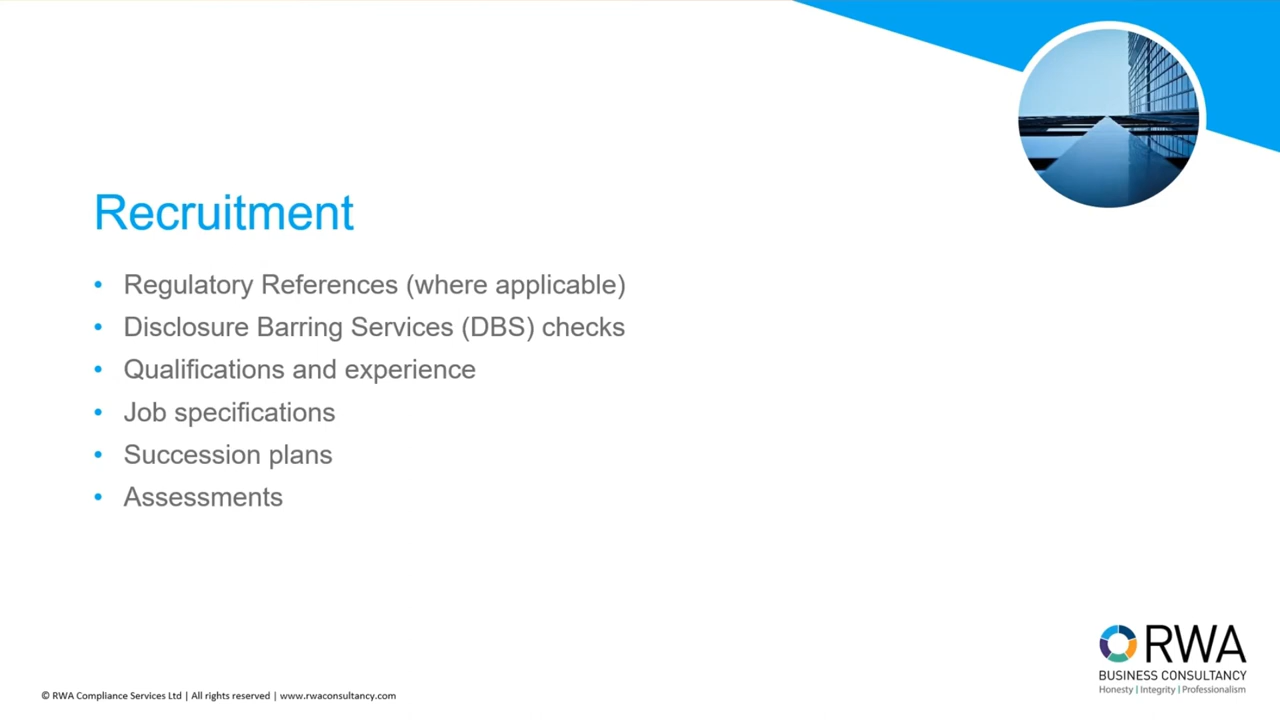 Recruitment
• Regulatory References (where applicable)
• Disclosure Barring Services (DBS) checks
• Qualifications and experience
• Job specifications
• Succession plans
• Assessments
RWA
BUSINESS CONSULTANCY
Honesty | Integrity | Professionalism
© RWA Compliance Services Ltd | All rights reserved | www.rwaconsultancy.com